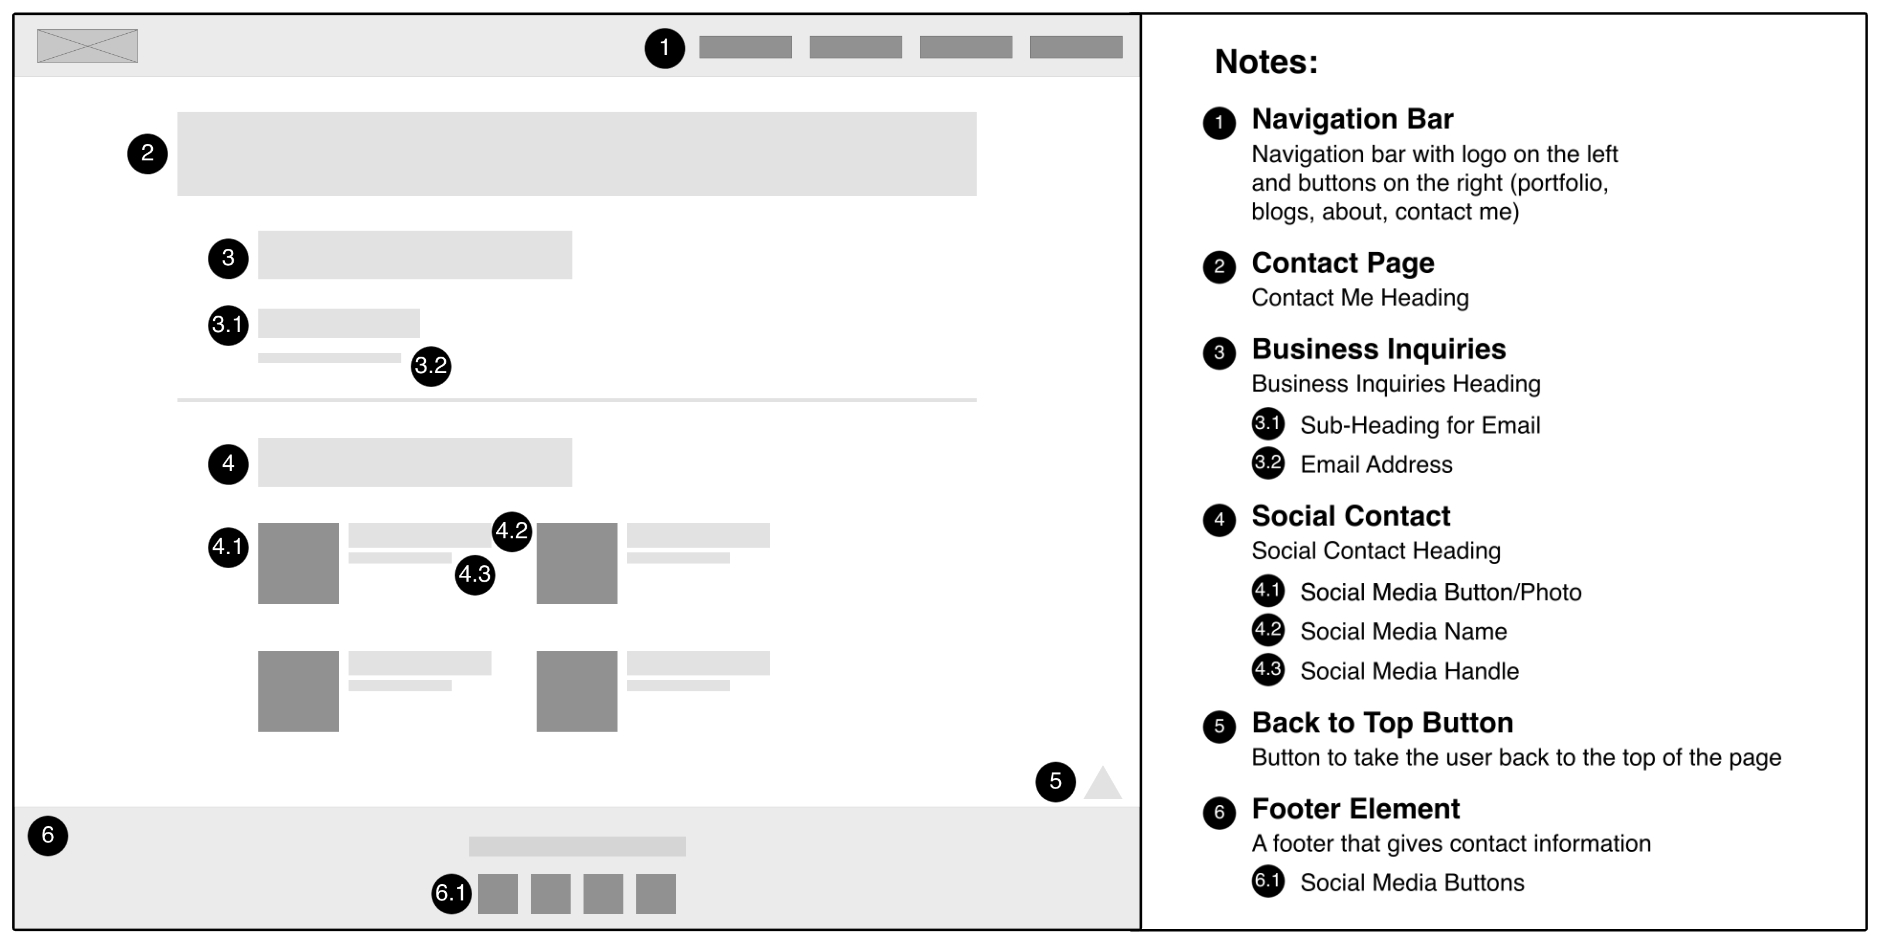 1
2
3
3.1
3.2
4
4.1
4.2
4.3
5
6
6.1
Notes:
1 Navigation Bar
Navigation bar with logo on the left
and buttons on the right (portfolio,
blogs, about, contact me)
2 Contact Page
Contact Me Heading
3 Business Inquiries
Business Inquiries Heading
3.1 Sub-Heading for Email
3.2 Email Address
4 Social Contact
Social Contact Heading
4.1 Social Media Button/Photo
4.2 Social Media Name
4.3 Social Media Handle
5 Back to Top Button
Button to take the user back to the top of the page
6 Footer Element
A footer that gives contact information
6.1 Social Media Buttons